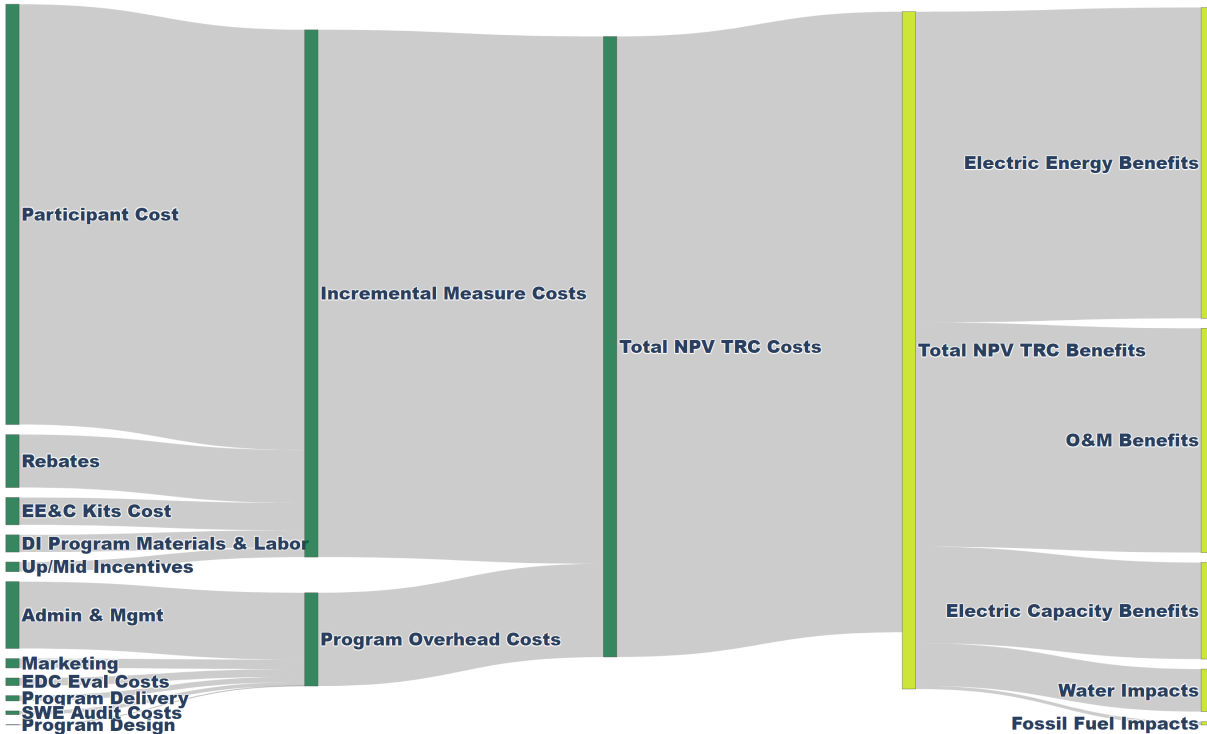 Participant Cost
Rebates
EE&C Kits Cost
DI Program Materials & Labor
Up/Mid Incentives
Admin & Mgmt
Marketing
EDC Eval Costs
Program Delivery
SWE Audit Costs
Program Design
Incremental Measure Costs
Program Overhead Costs
Total NPV TRC Costs
Total NPV TRC Benefits
Electric Energy Benefits
O&M Benefits
Electric Capacity Benefits
Water Impacts
Fossil Fuel Impacts